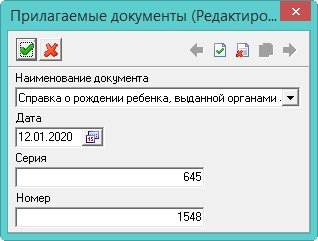 Прилагаемые документы (Редактиро...
Наименование документа
Справка о рождении ребенка, выданной органами
Дата
12.01.2020
Серия
645
Номер
1548